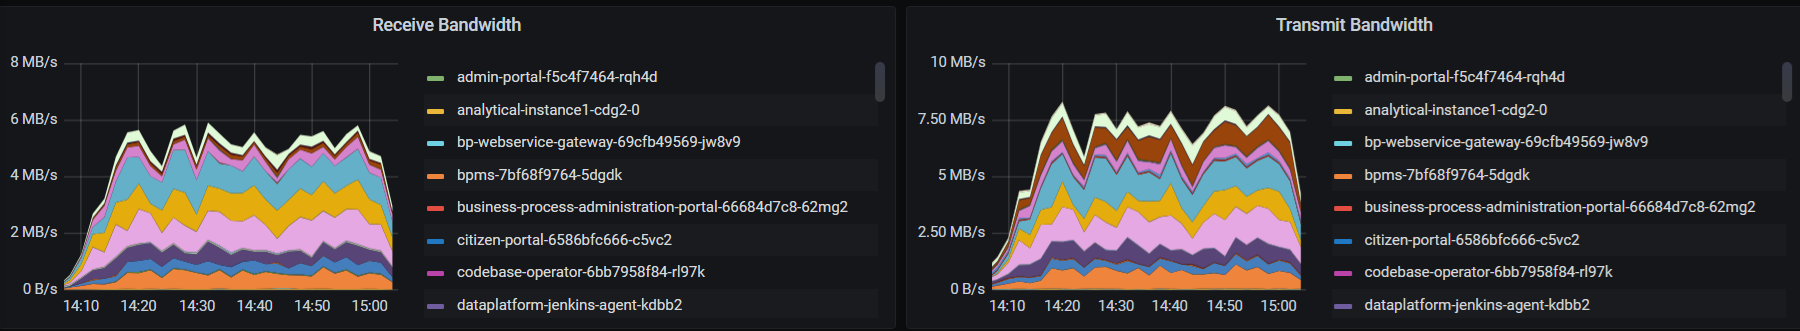 Receive Bandwidth
8 MB/s
6 MB/s
4 MB/s
2 MB/s
0 B/s
14:10 14:20 14:30 14:40 14:50 15:00
admin-portal-f5c4f7464-rqh4d
analytical-instance1-cdg2-0
bp-webservice-gateway-69cfb49569-jw8v9
bpms-7bf68f9764-5dgdk
business-process-administration-portal-66684d7c8-62mg2
citizen-portal-6586bfc666-c5vc2
codebase-operator-6bb7958f84-rl97k
dataplatform-jenkins-agent-kdbb2
Transmit Bandwidth
10 MB/s
7.50 MB/s
5 MB/s
2.50 MB/s
0 B/s
14:10 14:20 14:30 14:40 14:50 15:00
admin-portal-f5c4f7464-rqh4d
analytical-instance1-cdg2-0
bp-webservice-gateway-69cfb49569-jw8v9
bpms-7bf68f9764-5dgdk
business-process-administration-portal-66684d7c8-62mg2
citizen-portal-6586bfc666-c5vc2
codebase-operator-6bb7958f84-rl97k
dataplatform-jenkins-agent-kdbb2